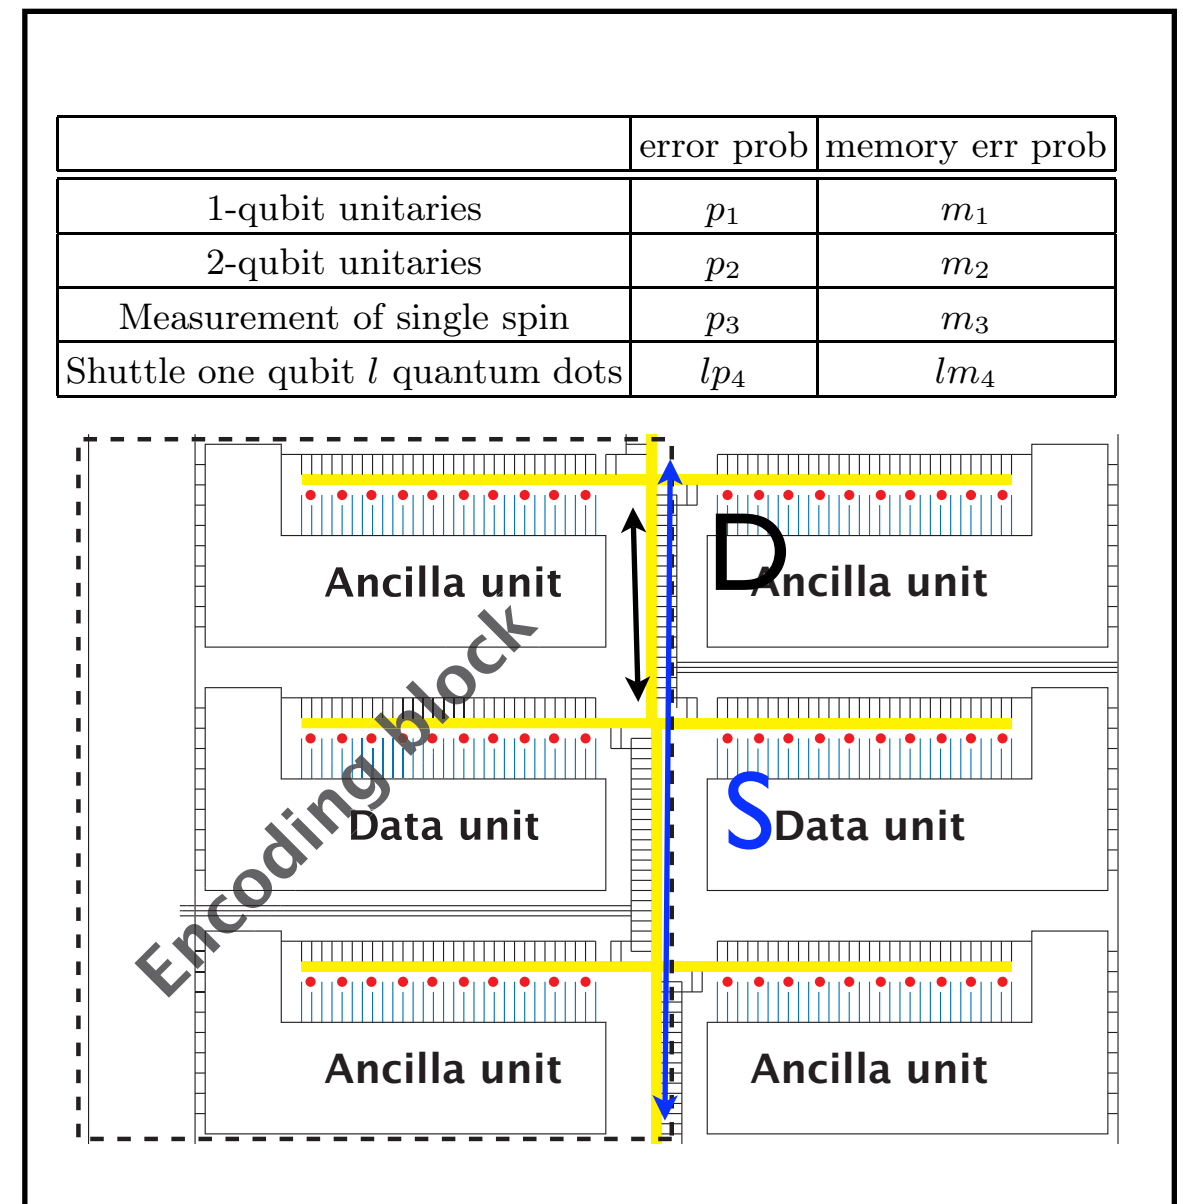 error prob memory err prob
1-qubit unitaries p₁ m₁
2-qubit unitaries p₂ m₂
Measurement of single spin p₃ m₃
Shuttle one qubit l quantum dots lp₄ lm₄
D
Ancilla unit Ancilla unit
Encoding block
S
Data unit Data unit
Ancilla unit Ancilla unit